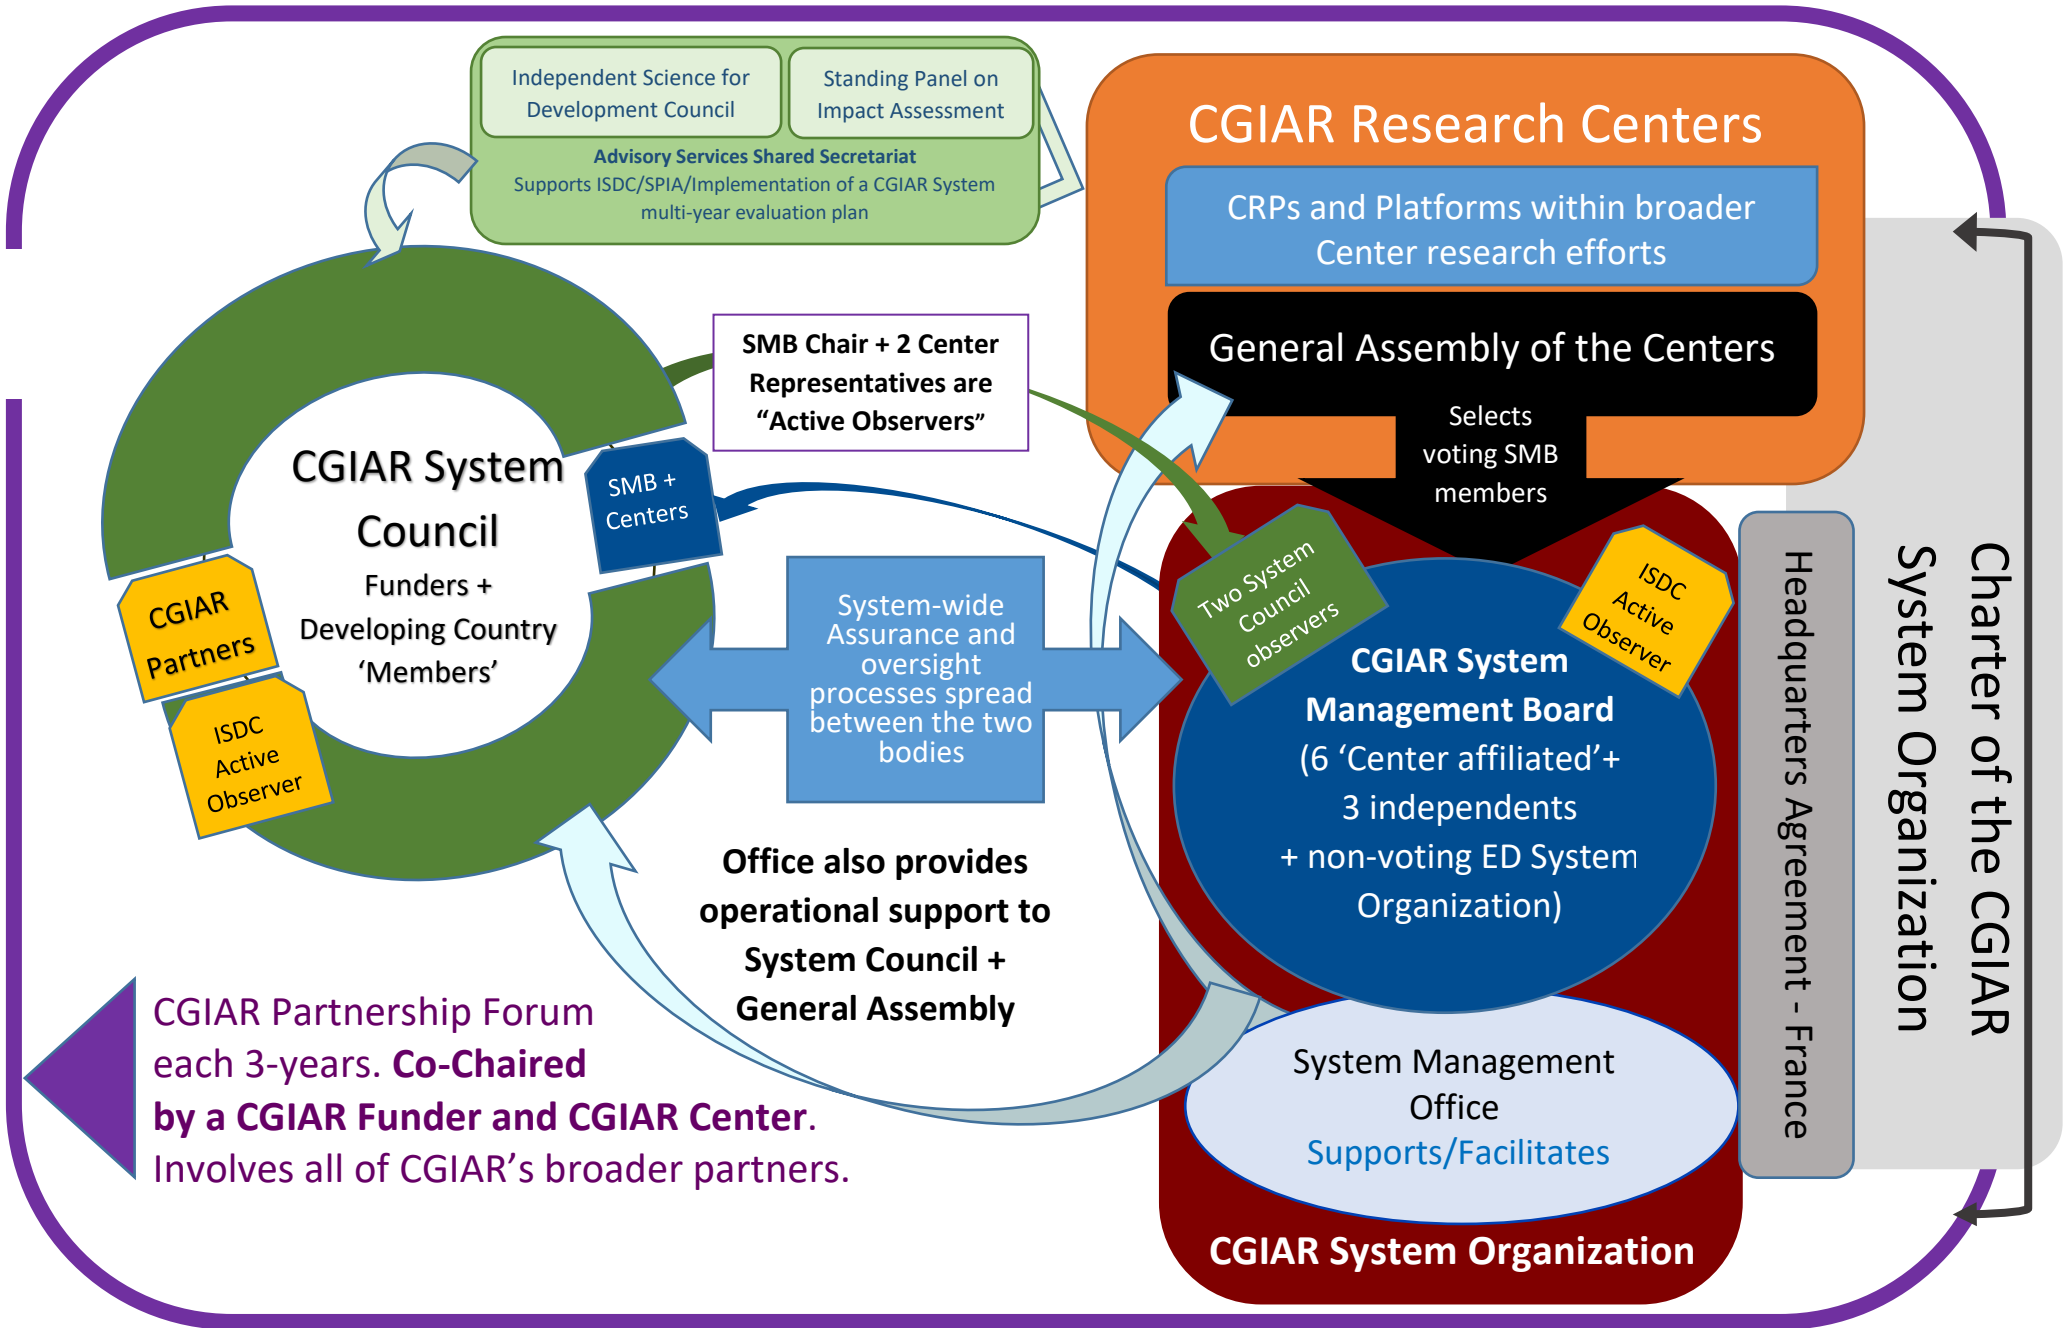 Independent Science for
Development Council
Standing Panel on
Impact Assessment
Advisory Services Shared Secretariat
Supports ISDC/SPIA/Implementation of a CGIAR System
multi-year evaluation plan
CGIAR Research Centers
CRPs and Platforms within broader
Center research efforts
General Assembly of the Centers
Selects
voting SMB
members
SMB Chair + 2 Center
Representatives are
“Active Observers”
CGIAR System
Council
Funders +
Developing Country
‘Members’
SMB +
Centers
CGIAR
Partners
ISDC
Active
Observer
System-wide
Assurance and
oversight
processes spread
between the two
bodies
Two System
Council
observers
ISDC
Active
Observer
CGIAR System
Management Board
(6 ‘Center affiliated’+
3 independents
+ non-voting ED System
Organization)
Office also provides
operational support to
System Council +
General Assembly
System Management
Office
Supports/Facilitates
CGIAR System Organization
Headquarters Agreement - France
Charter of the CGIAR
System Organization
CGIAR Partnership Forum
each 3-years. Co-Chaired
by a CGIAR Funder and CGIAR Center.
Involves all of CGIAR’s broader partners.